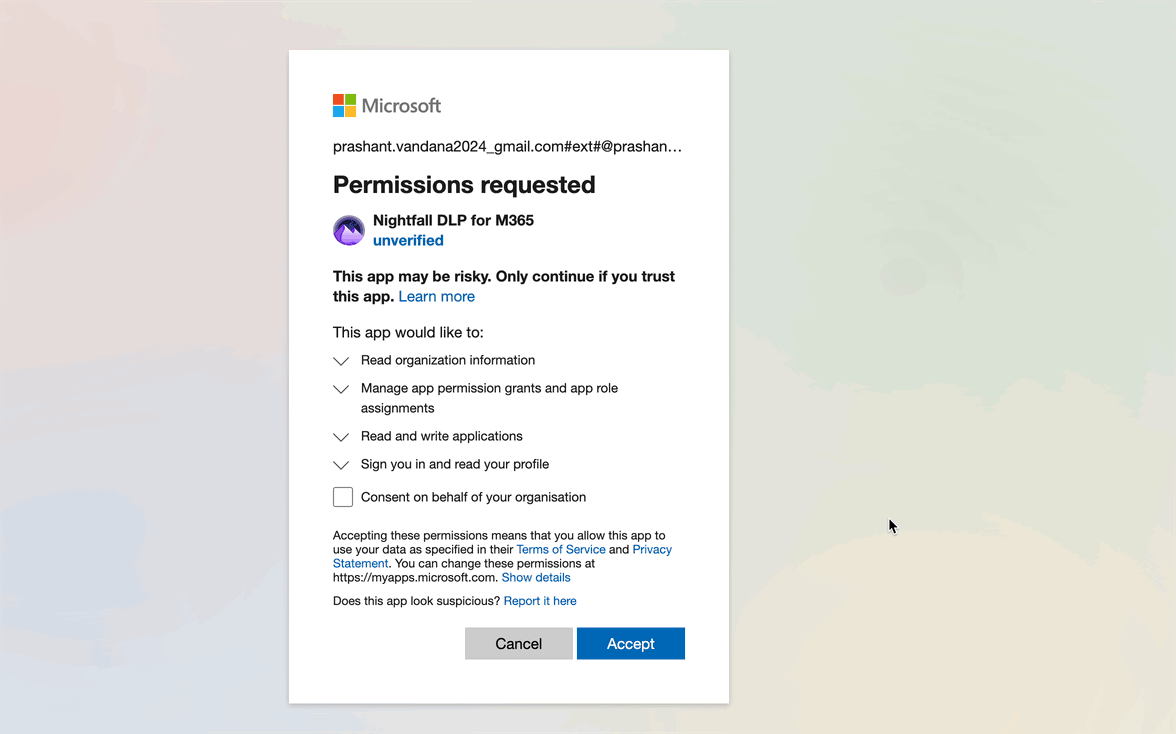 Microsoft
prashant.vandana2024_gmail.com#ext#@prashan...
Permissions requested
Nightfall DLP for M365
unverified
This app may be risky. Only continue if you trust
this app. Learn more
This app would like to:
Read organization information
Manage app permission grants and app role
assignments
Read and write applications
Sign you in and read your profile
Consent on behalf of your organisation
Accepting these permissions means that you allow this app to
use your data as specified in their Terms of Service and Privacy
Statement. You can change these permissions at
https://myapps.microsoft.com. Show details
Does this app look suspicious? Report it here
Cancel Accept